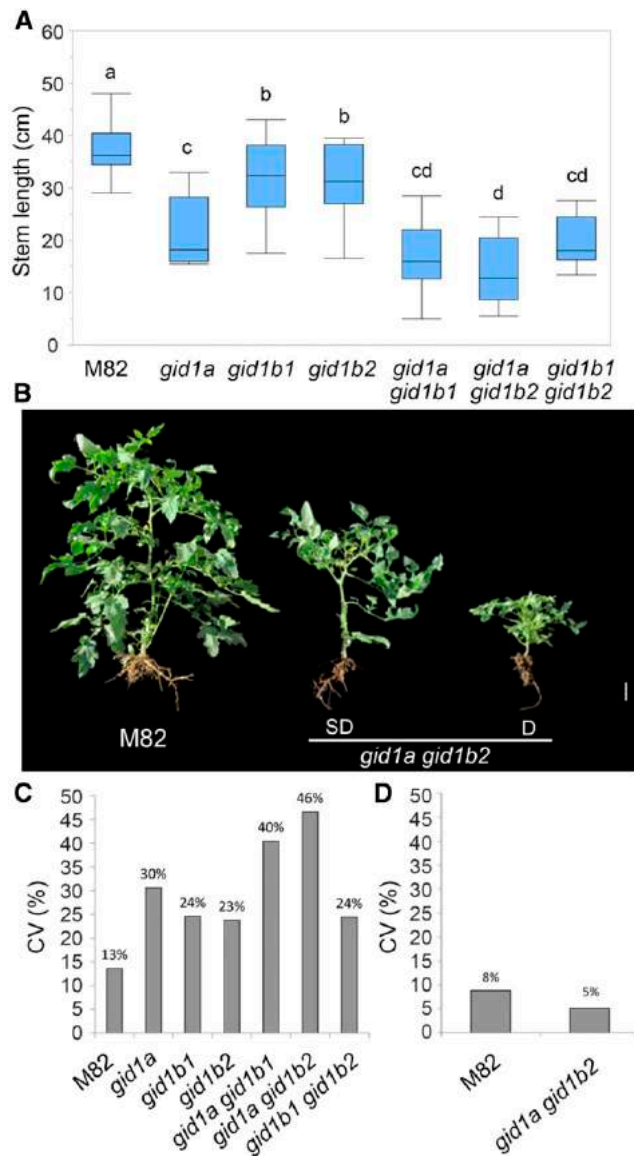 A
60
50
40
30
20
10
0
Stem length (cm)
a
c
b
b
cd
d
cd
M82
gid1a
gid1b1
gid1b2
gid1a
gid1b1
gid1a
gid1b2
gid1b1
gid1b2
B
M82
SD
D
gid1a gid1b2
C
50
45
40
35
30
25
20
15
10
5
0
CV (%)
13%
30%
24%
23%
40%
46%
24%
M82
gid1a
gid1b1
gid1b2
gid1a gid1b1
gid1a gid1b2
gid1b1 gid1b2
D
50
45
40
35
30
25
20
15
10
5
0
CV (%)
8%
5%
M82
gid1a gid1b2